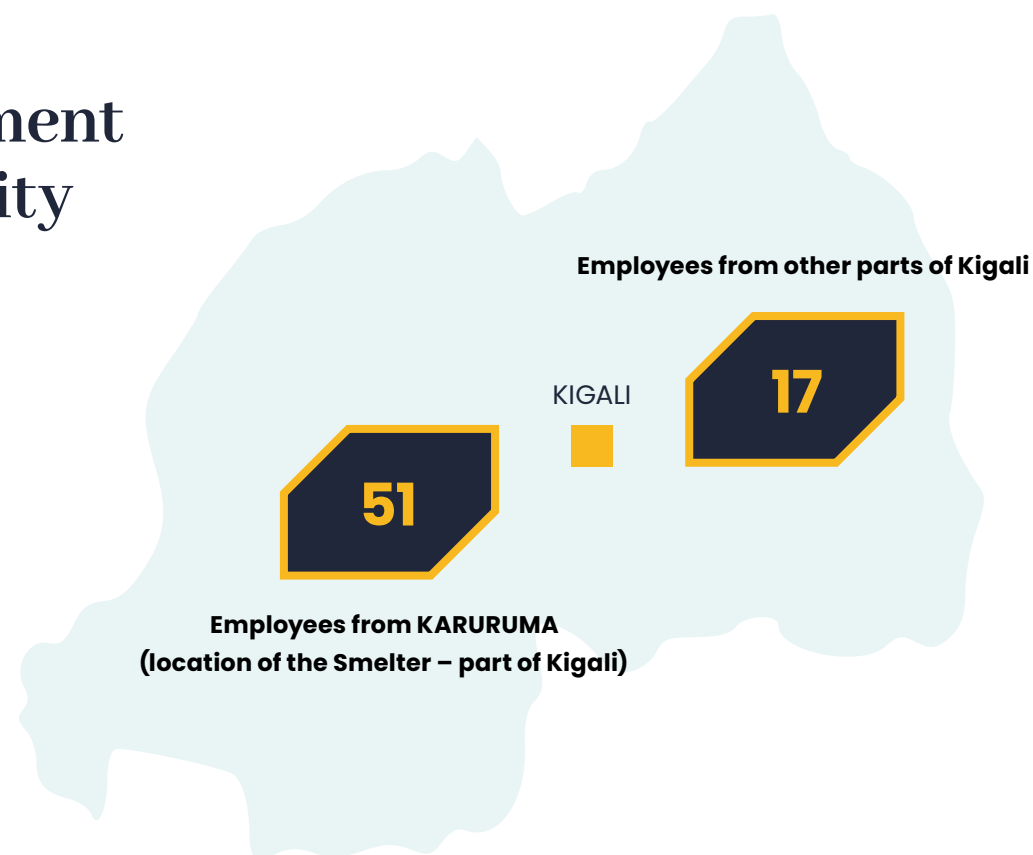 ment
ity
Employees from other parts of Kigali
17
KIGALI
51
Employees from KARURUMA
(location of the Smelter – part of Kigali)